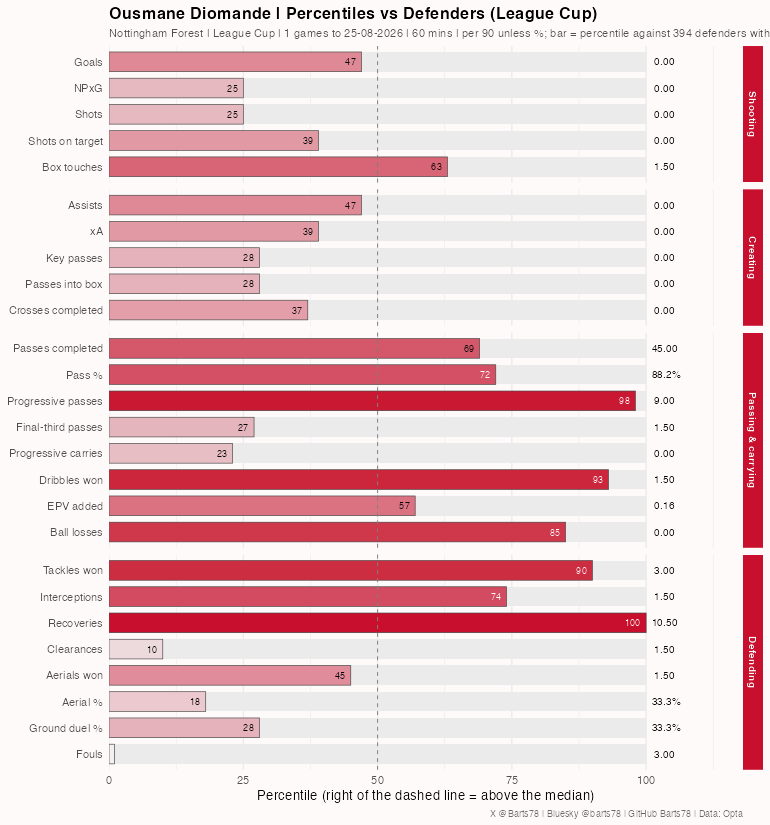 Ousmane Diomande | Percentiles vs Defenders (League Cup)
Nottingham Forest | League Cup | 1 games to 25-08-2026 | 60 mins | per 90 unless %; bar = percentile against 394 defenders with
Goals 47 0.00
NPxG 25 0.00
Shots 25 0.00
Shots on target 39 0.00
Box touches 63 1.50
Shooting
Assists 47 0.00
xA 39 0.00
Key passes 28 0.00
Passes into box 28 0.00
Crosses completed 37 0.00
Creating
Passes completed 69 45.00
Pass % 72 88.2%
Progressive passes 98 9.00
Final-third passes 27 1.50
Progressive carries 23 0.00
Dribbles won 93 1.50
EPV added 57 0.16
Ball losses 85 0.00
Passing & carrying
Tackles won 90 3.00
Interceptions 74 1.50
Recoveries 100 10.50
Clearances 10 1.50
Aerials won 45 1.50
Aerial % 18 33.3%
Ground duel % 28 33.3%
Fouls 3.00
Defending
0 25 50 75 100
Percentile (right of the dashed line = above the median)
X @Barts78 | Bluesky @barts78 | GitHub Barts78 | Data: Opta